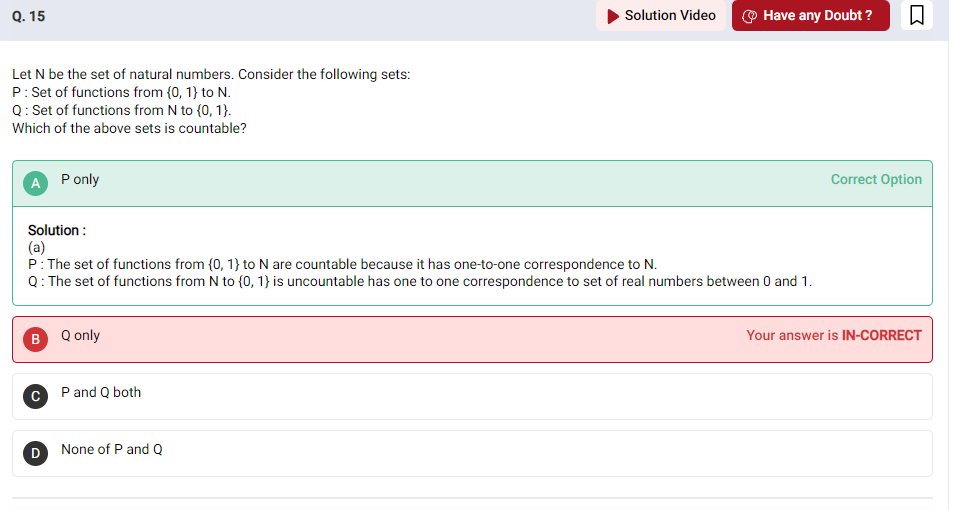 Q. 15
Solution Video
Have any Doubt ?
Let N be the set of natural numbers. Consider the following sets:
P : Set of functions from {0, 1} to N.
Q : Set of functions from N to {0, 1}.
Which of the above sets is countable?
A
P only
Correct Option
Solution :
(a)
P : The set of functions from {0, 1} to N are countable because it has one-to-one correspondence to N.
Q : The set of functions from N to {0, 1} is uncountable has one to one correspondence to set of real numbers between 0 and 1.
B
Q only
Your answer is IN-CORRECT
C
P and Q both
D
None of P and Q